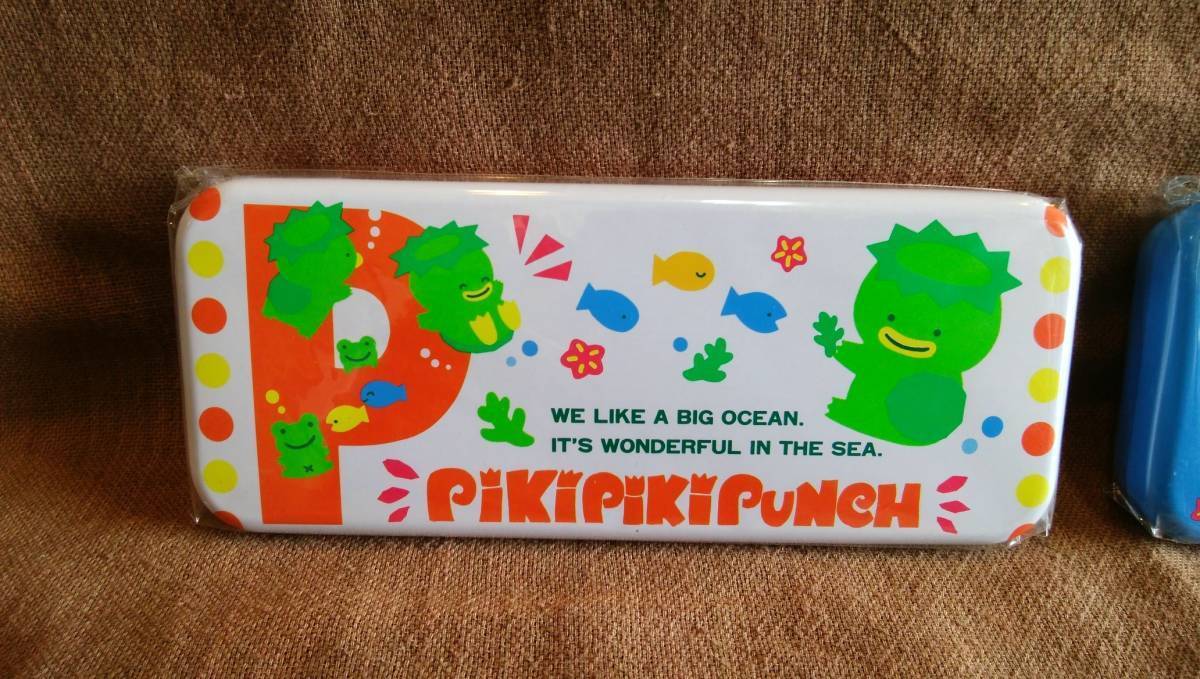 P
WE LIKE A BIG OCEAN.
IT'S WONDERFUL IN THE SEA.
PiKiPiKiPuNCH